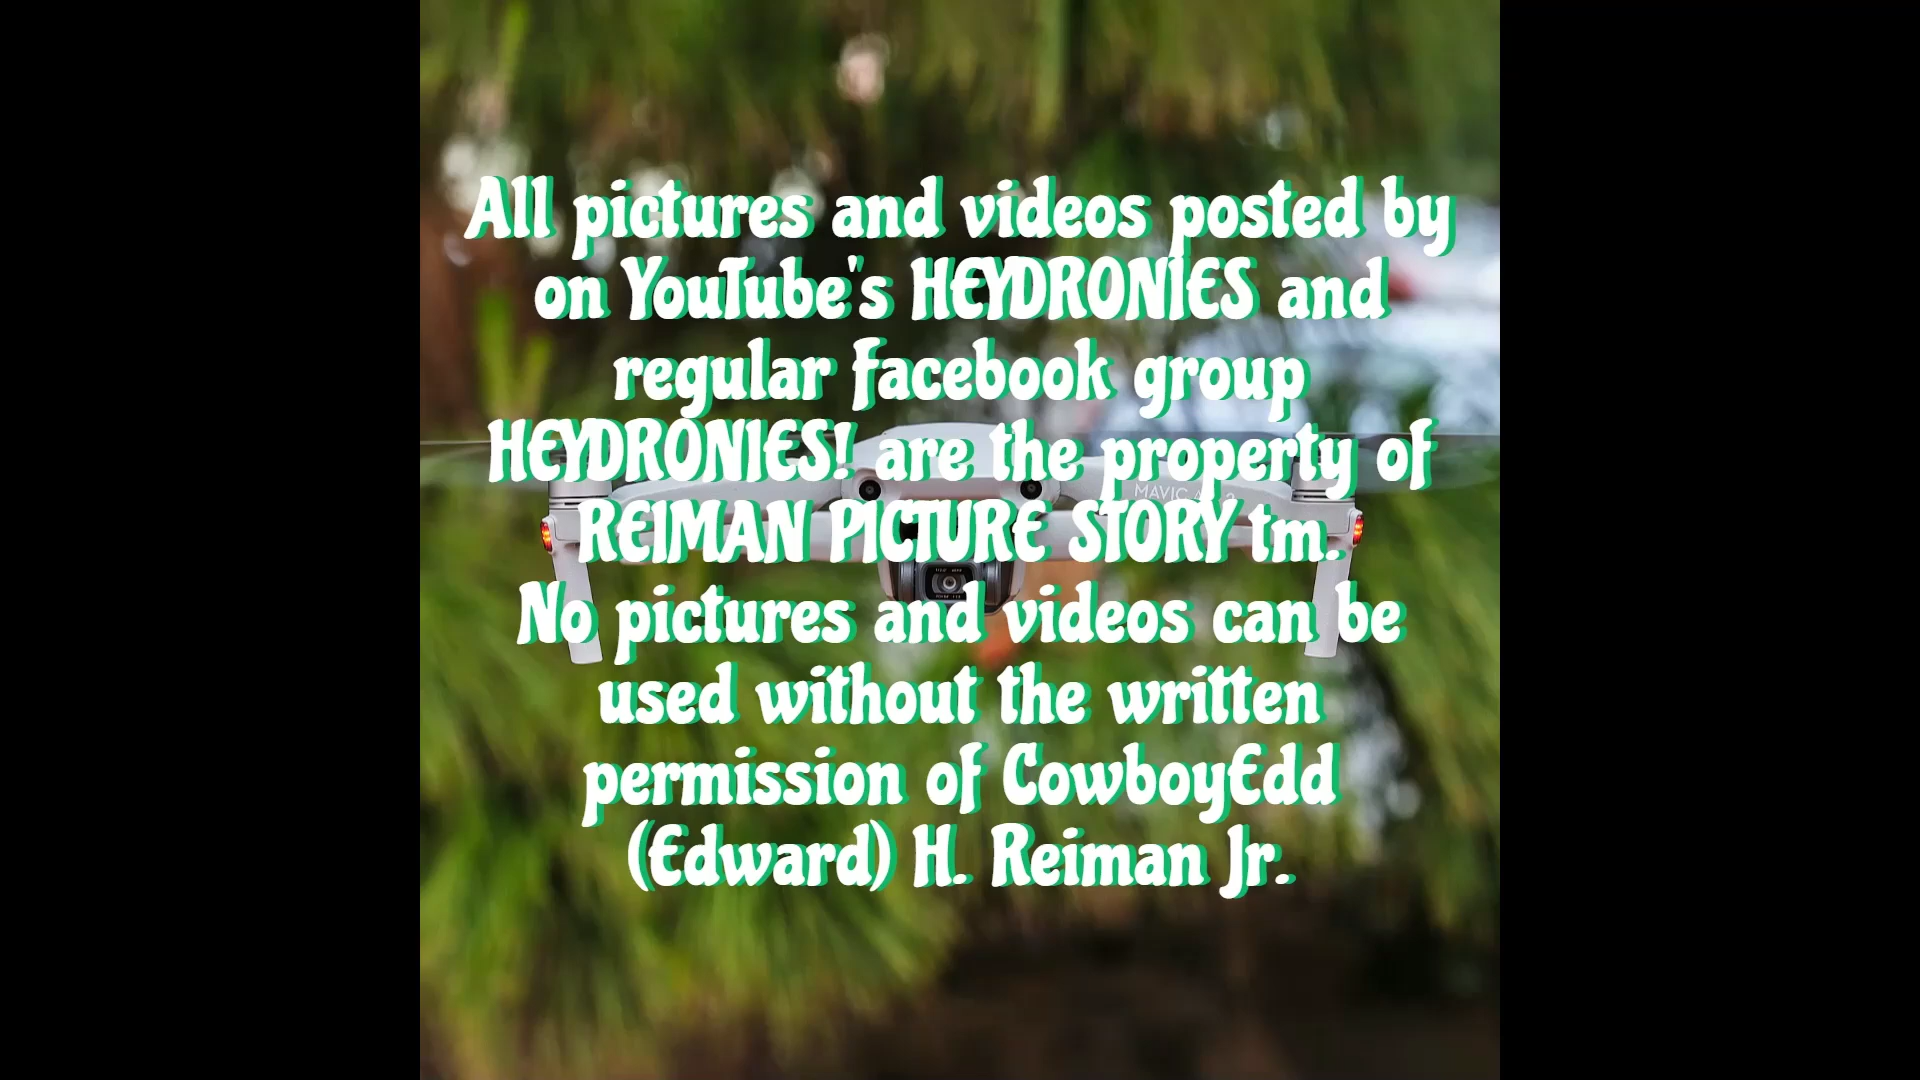 All pictures and videos posted by
on YouTube's HEYDRONIES and
regular Facebook group
HEYDRONIES! are the property of
MAVIC
REIMAN PICTURE STORY tm.
No pictures and videos can be
used without the written
permission of CowboyEdd
(Edward) H. Reiman Jr.